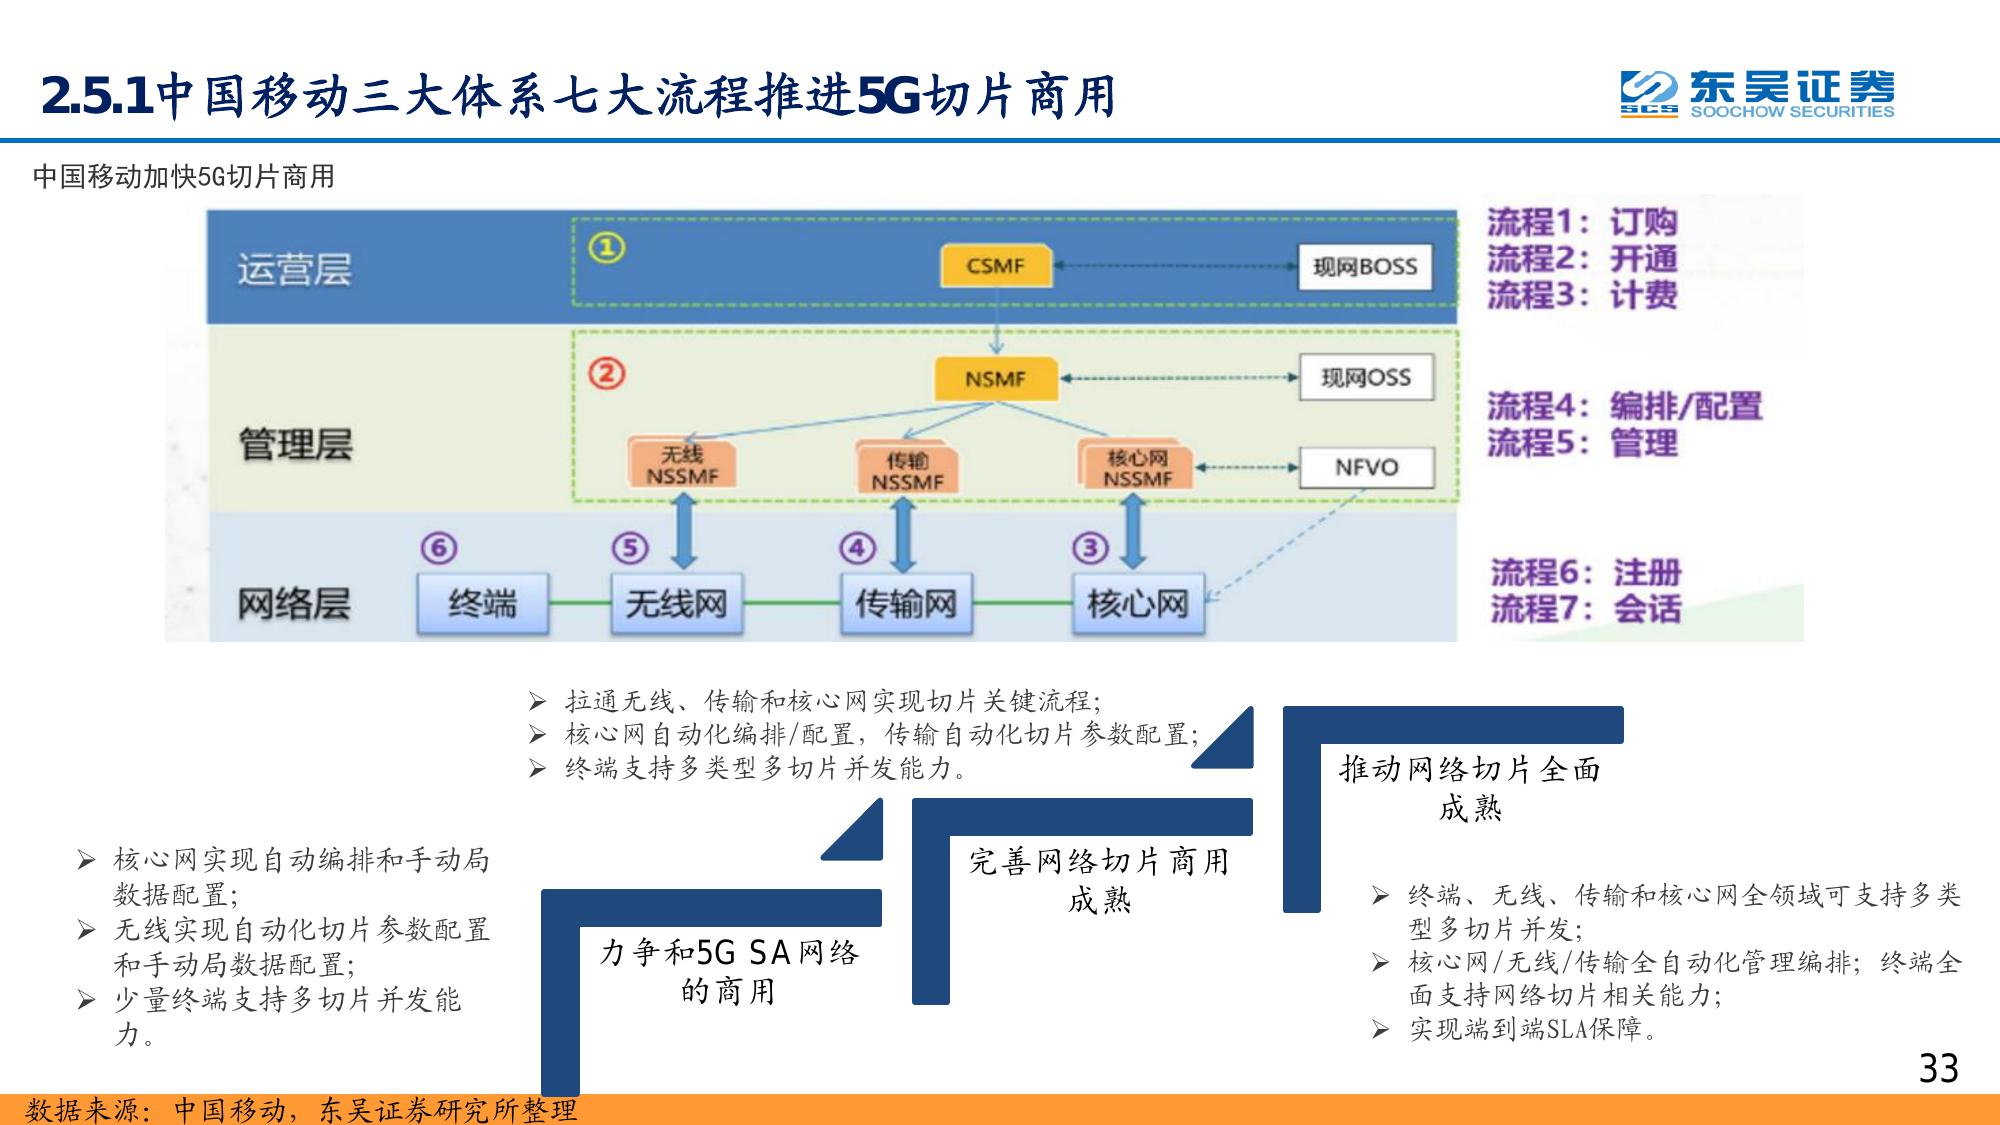 2.5.1中国移动三大体系七大流程推进5G切片商用
东吴证券
SCS
SOOCHOW SECURITIES
中国移动加快5G切片商用
运营层
①
CSMF
现网BOSS
流程1：订购
流程2：开通
流程3：计费
管理层
②
NSMF
现网OSS
无线
NSSMF
传输
NSSMF
核心网
NSSMF
NFVO
流程4：编排/配置
流程5：管理
网络层
⑥
⑤
④
③
终端
无线网
传输网
核心网
流程6：注册
流程7：会话
➢ 拉通无线、传输和核心网实现切片关键流程；
➢ 核心网自动化编排/配置，传输自动化切片参数配置；
➢ 终端支持多类型多切片并发能力。
➢ 核心网实现自动编排和手动局
数据配置；
➢ 无线实现自动化切片参数配置
和手动局数据配置；
➢ 少量终端支持多切片并发能
力。
力争和5G SA网络
的商用
完善网络切片商用
成熟
推动网络切片全面
成熟
➢ 终端、无线、传输和核心网全领域可支持多类
型多切片并发；
➢ 核心网/无线/传输全自动化管理编排；终端全
面支持网络切片相关能力；
➢ 实现端到端SLA保障。
33
数据来源：中国移动，东吴证券研究所整理